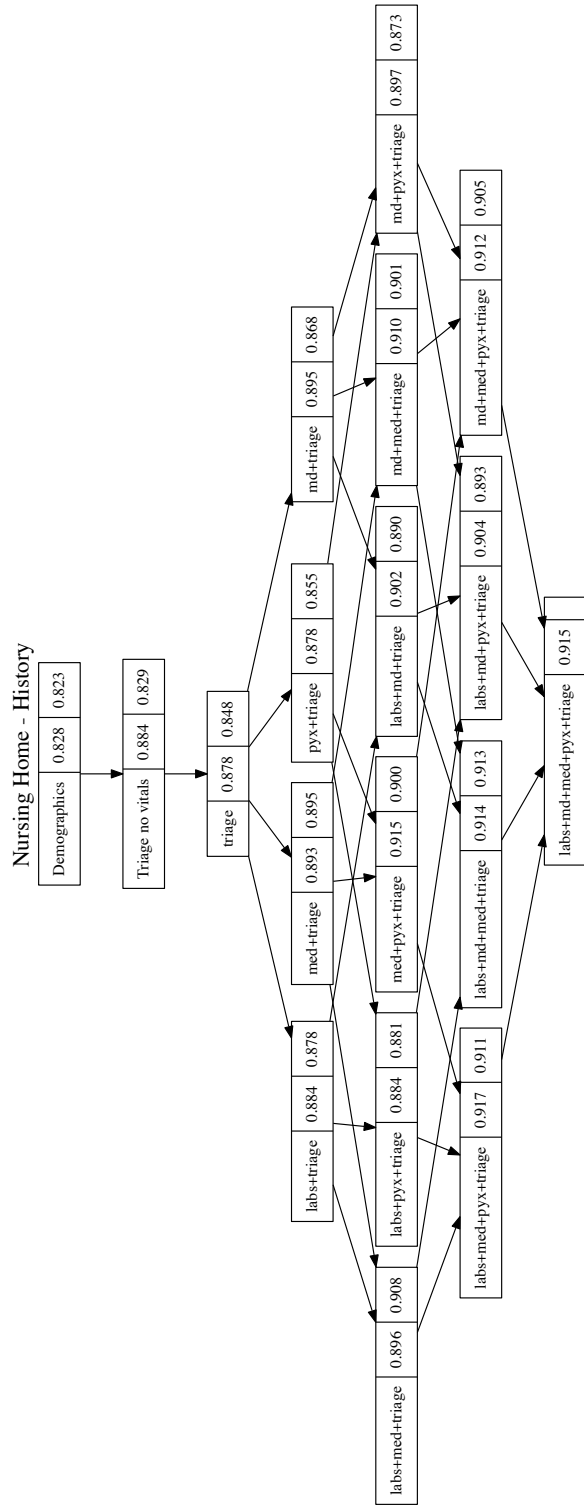 Nursing Home - History
Demographics 0.828 0.823
Triage no vitals 0.884 0.829
triage 0.878 0.848
labs+triage 0.884 0.878
med+triage 0.893 0.895
pyx+triage 0.878 0.855
md+triage 0.895 0.868
labs+med+triage 0.896 0.908
labs+pyx+triage 0.884 0.881
med+pyx+triage 0.915 0.900
labs+md+triage 0.902 0.890
md+med+triage 0.910 0.901
md+pyx+triage 0.897 0.873
labs+med+pyx+triage 0.917 0.911
labs+md+med+triage 0.914 0.913
labs+md+pyx+triage 0.904 0.893
md+med+pyx+triage 0.912 0.905
labs+md+med+pyx+triage 0.915